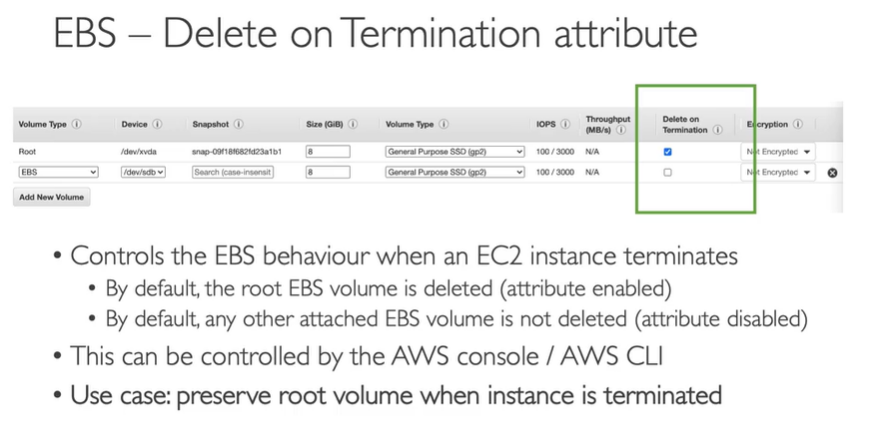 EBS – Delete on Termination attribute
Volume Type Device Snapshot Size (GiB) Volume Type IOPS Throughput (MB/s) Delete on Termination Encryption
Root /dev/xvda snap-09f18f682fd23a1b1 8 General Purpose SSD (gp2) 100 / 3000 N/A Not Encrypted
EBS /dev/sdb Search (case-insensit 8 General Purpose SSD (gp2) 100 / 3000 N/A Not Encrypted
Add New Volume
• Controls the EBS behaviour when an EC2 instance terminates
• By default, the root EBS volume is deleted (attribute enabled)
• By default, any other attached EBS volume is not deleted (attribute disabled)
• This can be controlled by the AWS console / AWS CLI
• Use case: preserve root volume when instance is terminated